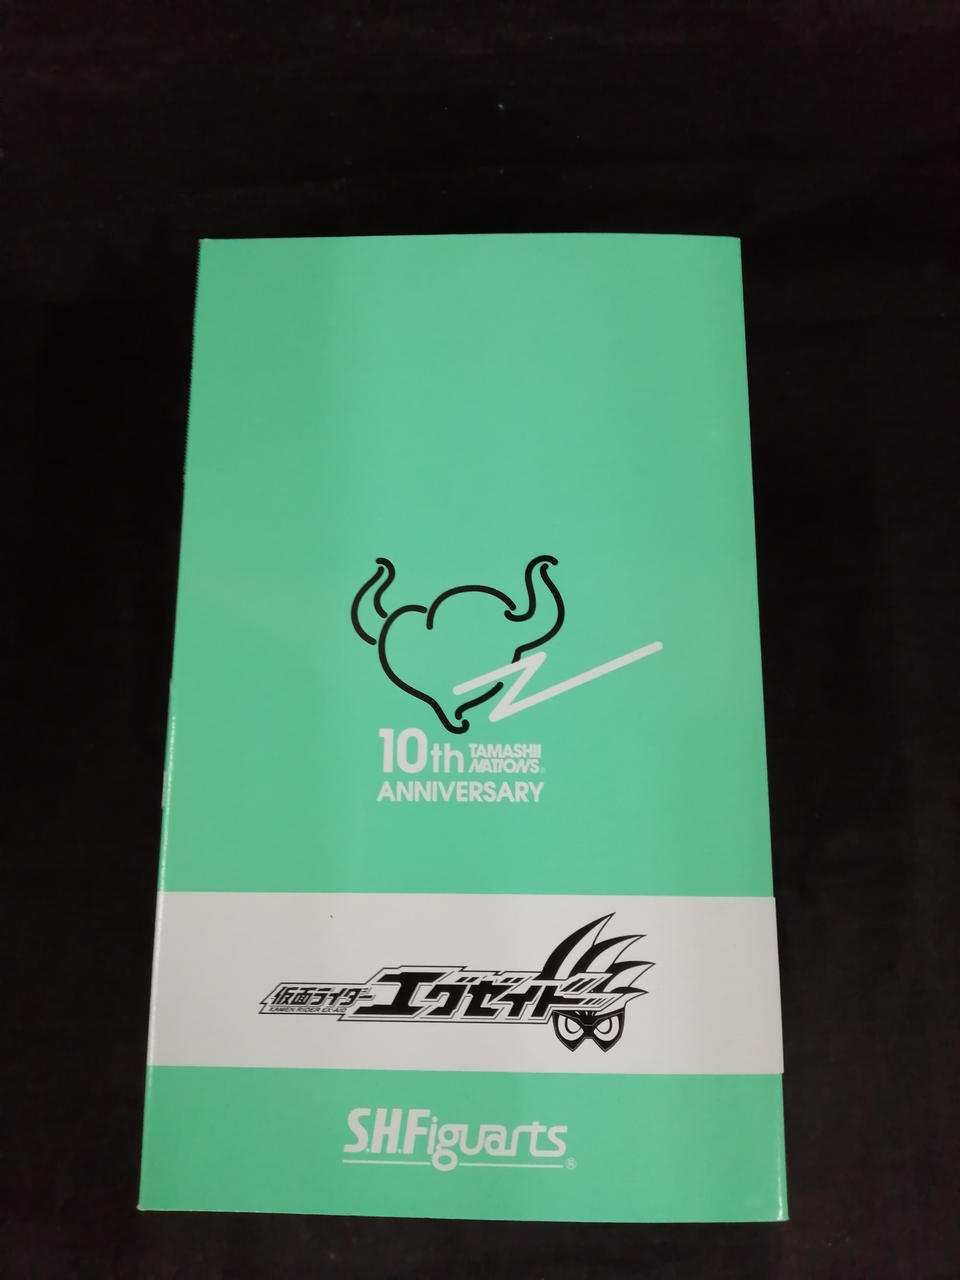 10th TAMASHII NATIONS®
ANNIVERSARY
仮面ライダー エグゼイド
KAMEN RIDER EX-AID
S.H.Figuarts®